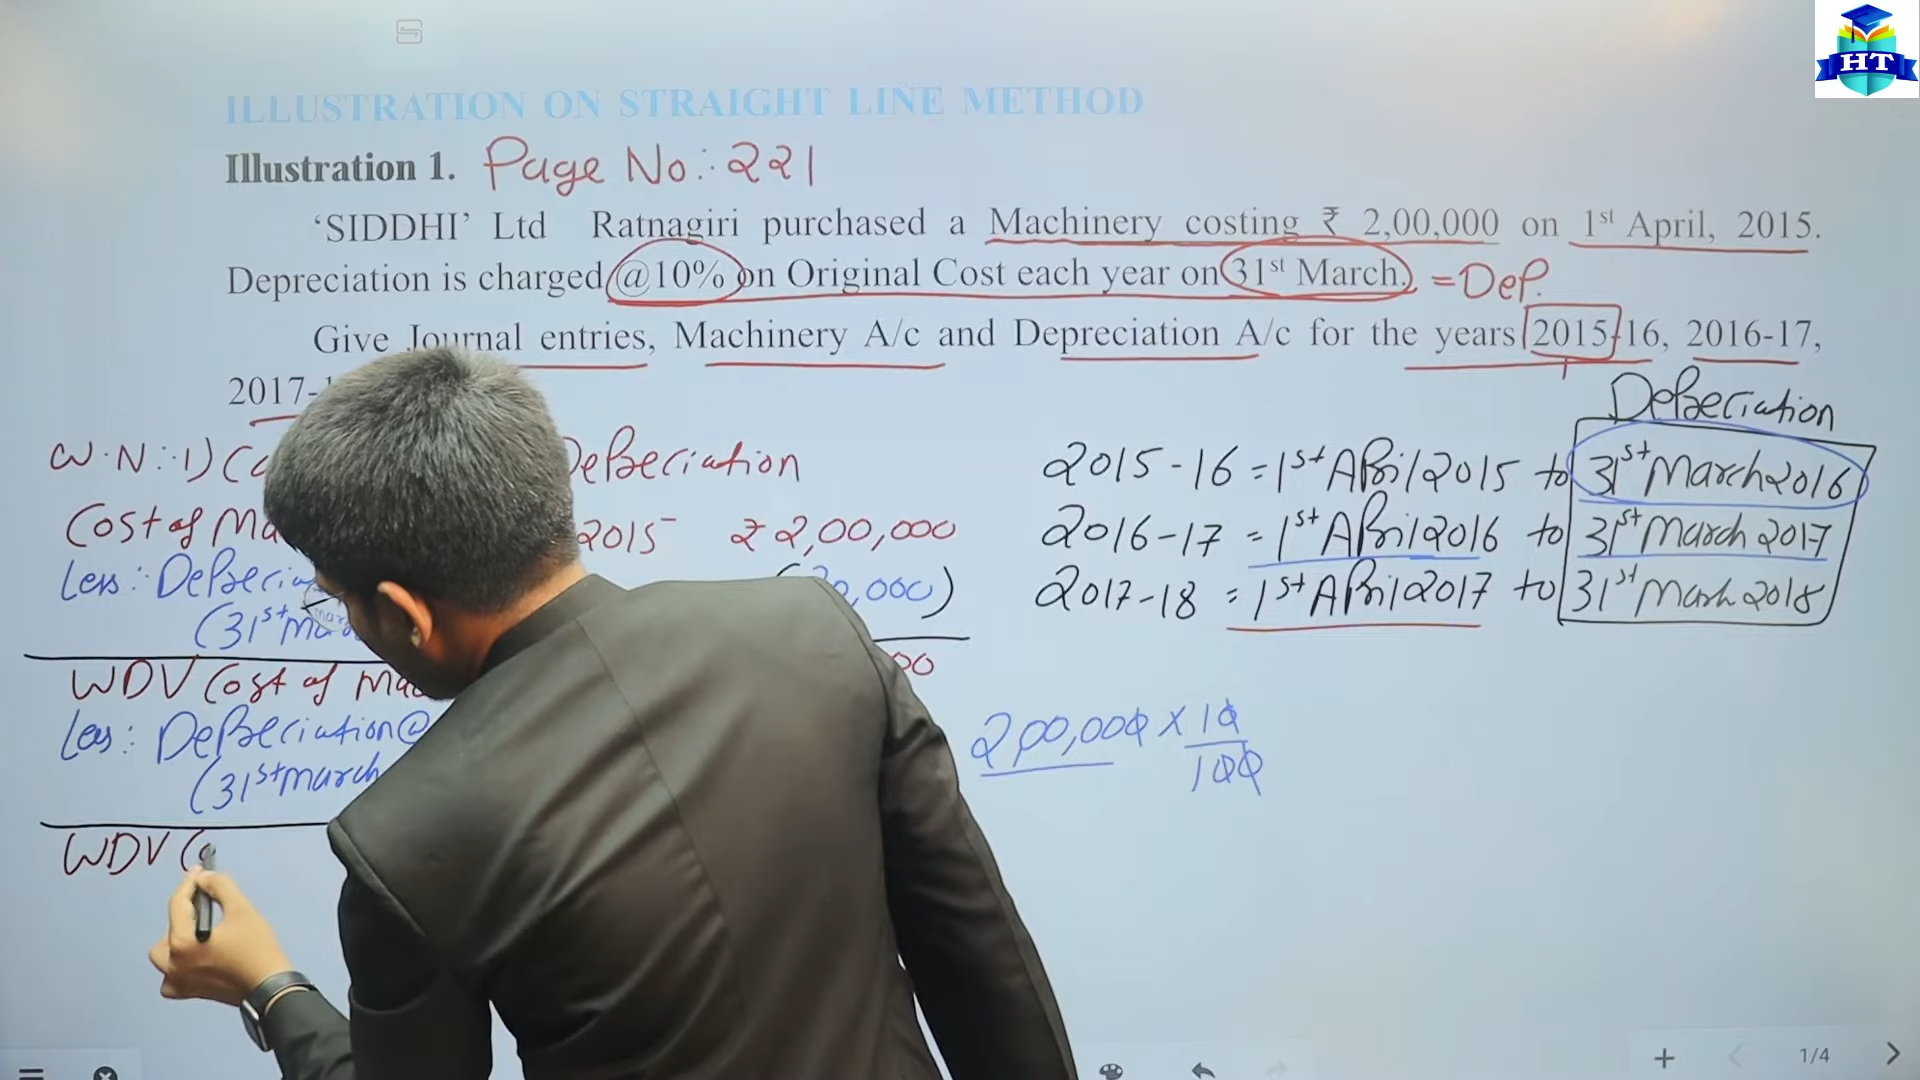 HT
ILLUSTRATION ON STRAIGHT LINE METHOD
Illustration 1. Page No:- 221
‘SIDDHI’ Ltd Ratnagiri purchased a Machinery costing ₹ 2,00,000 on 1st April, 2015.
Depreciation is charged @10% on Original Cost each year on 31st March. = Dep.
Give Journal entries, Machinery A/c and Depreciation A/c for the years 2015-16, 2016-17,
2017-
Depreciation
W.N:-1) Depreciation
2015-16 = 1st April 2015 to 31st March 2016
Cost of 2015 ₹ 2,00,000
2016-17 = 1st April 2016 to 31st March 2017
Less:-
2017-18 = 1st April 2017 to 31st March 2018
(31st
WDV Cost of
Less: Depreciation@
200,000 × 10
100
(31st march
WDV
1/4